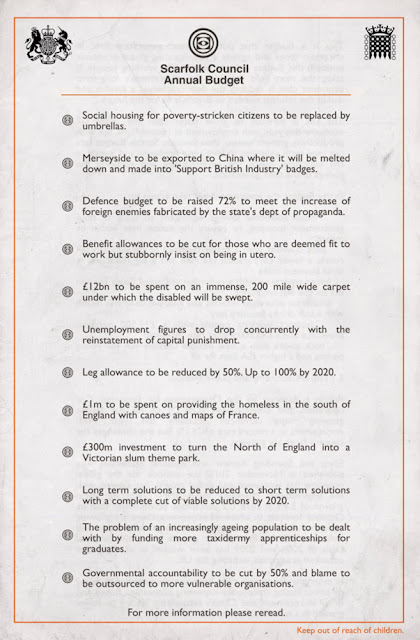 Scarfolk Council
Annual Budget
Social housing for poverty-stricken citizens to be replaced by
umbrellas.
Merseyside to be exported to China where it will be melted
down and made into 'Support British Industry' badges.
Defence budget to be raised 72% to meet the increase of
foreign enemies fabricated by the state's dept of propaganda.
Benefit allowances to be cut for those who are deemed fit to
work but stubbornly insist on being in utero.
£12bn to be spent on an immense, 200 mile wide carpet
under which the disabled will be swept.
Unemployment figures to drop concurrently with the
reinstatement of capital punishment.
Leg allowance to be reduced by 50%. Up to 100% by 2020.
£1m to be spent on providing the homeless in the south of
England with canoes and maps of France.
£300m investment to turn the North of England into a
Victorian slum theme park.
Long term solutions to be reduced to short term solutions
with a complete cut of viable solutions by 2020.
The problem of an increasingly ageing population to be dealt
with by funding more taxidermy apprenticeships for
graduates.
Governmental accountability to be cut by 50% and blame to
be outsourced to more vulnerable organisations.
For more information please reread.
Keep out of reach of children.